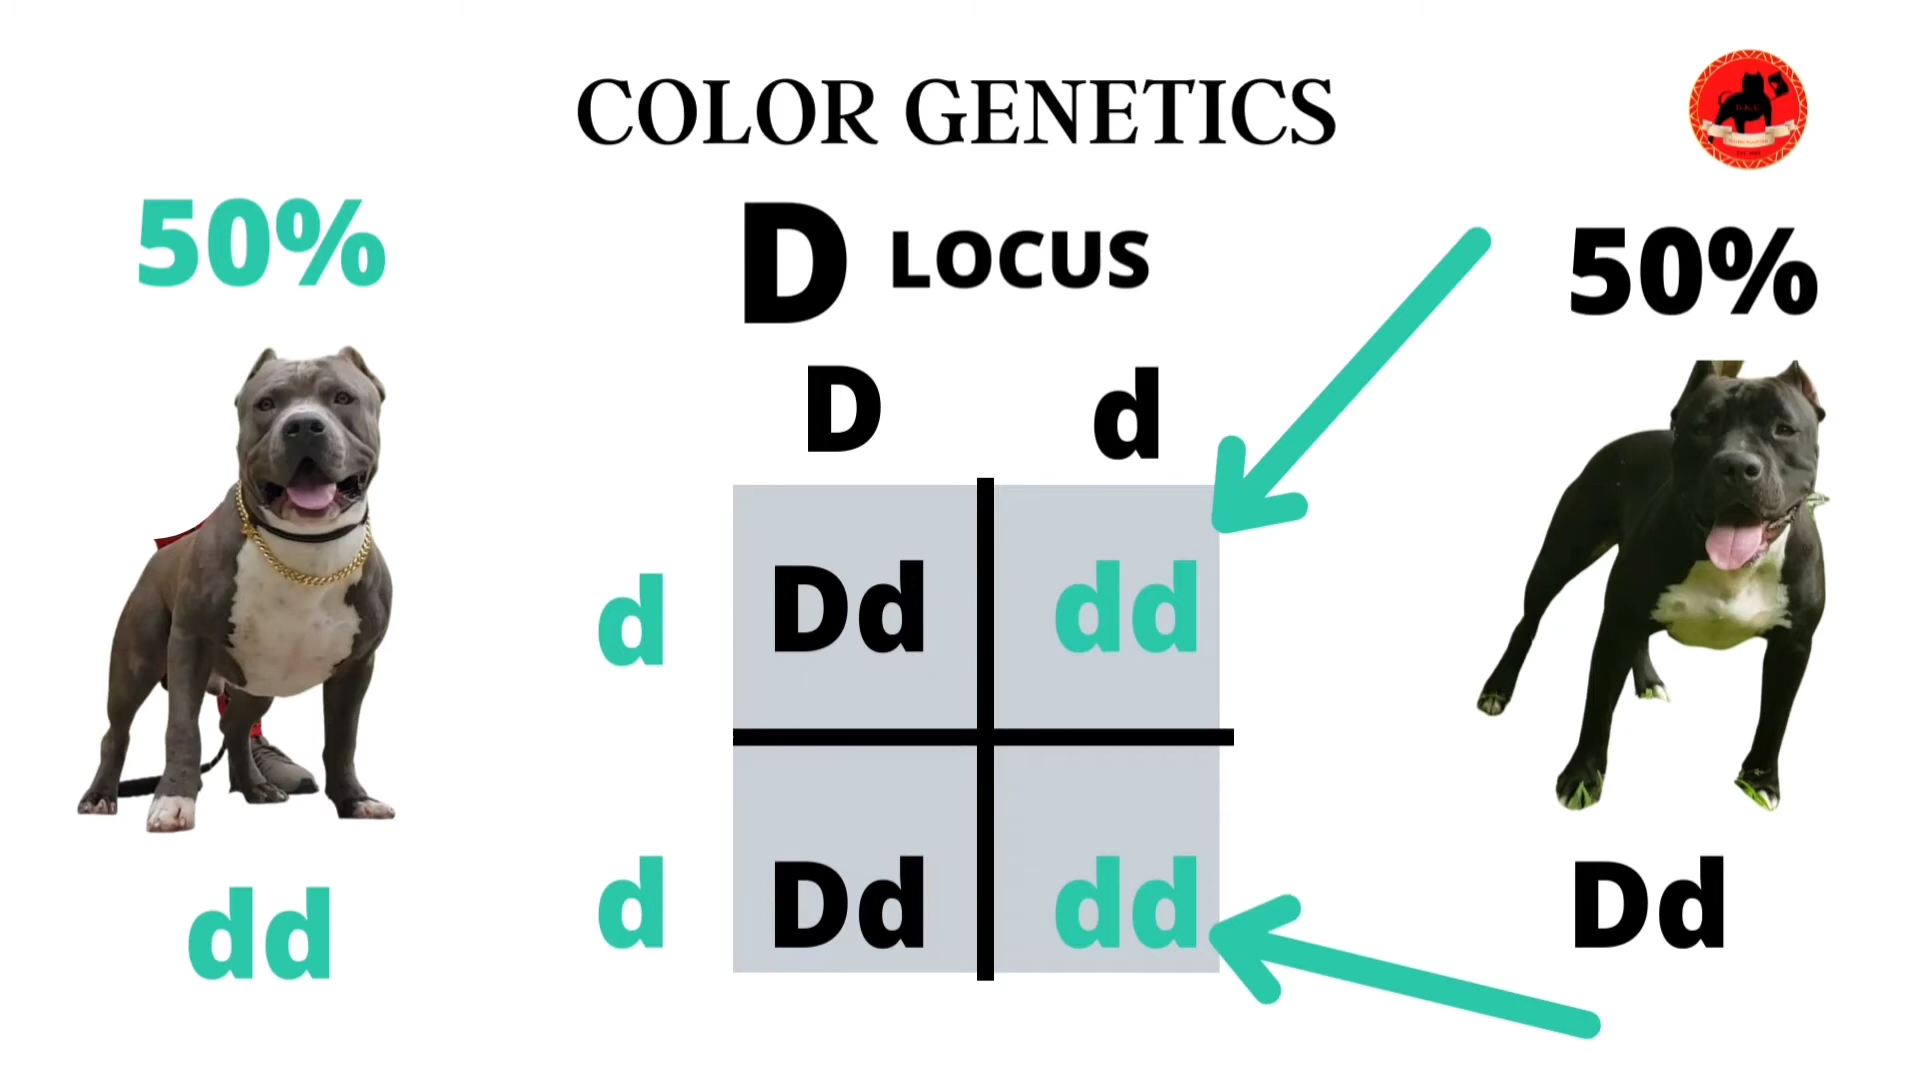 COLOR GENETICS
50%
D LOCUS
50%
D d
d Dd dd
d Dd dd
dd
Dd